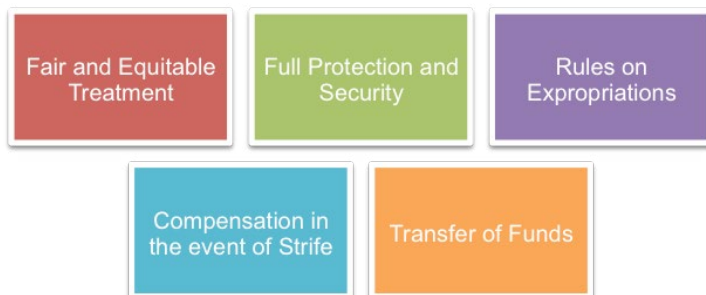 Fair and Equitable
Treatment
Full Protection and
Security
Rules on
Expropriations
Compensation in
the event of Strife
Transfer of Funds